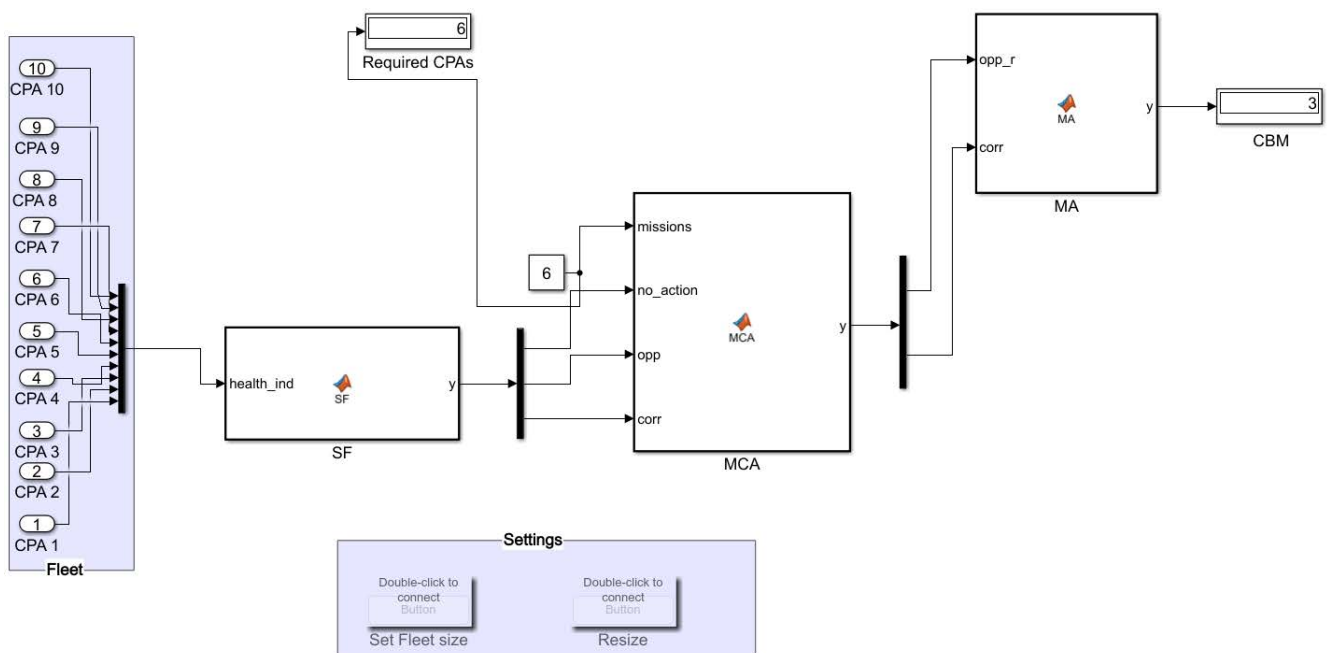 6
Required CPAs
10
CPA 10
9
CPA 9
8
CPA 8
7
CPA 7
6
CPA 6
5
CPA 5
4
CPA 4
3
CPA 3
2
CPA 2
1
CPA 1
Fleet
health_ind
SF
y
SF
6
missions
no_action
opp
corr
MCA
y
MCA
opp_r
corr
MA
y
MA
3
CBM
Settings
Double-click to
connect
Button
Set Fleet size
Double-click to
connect
Button
Resize